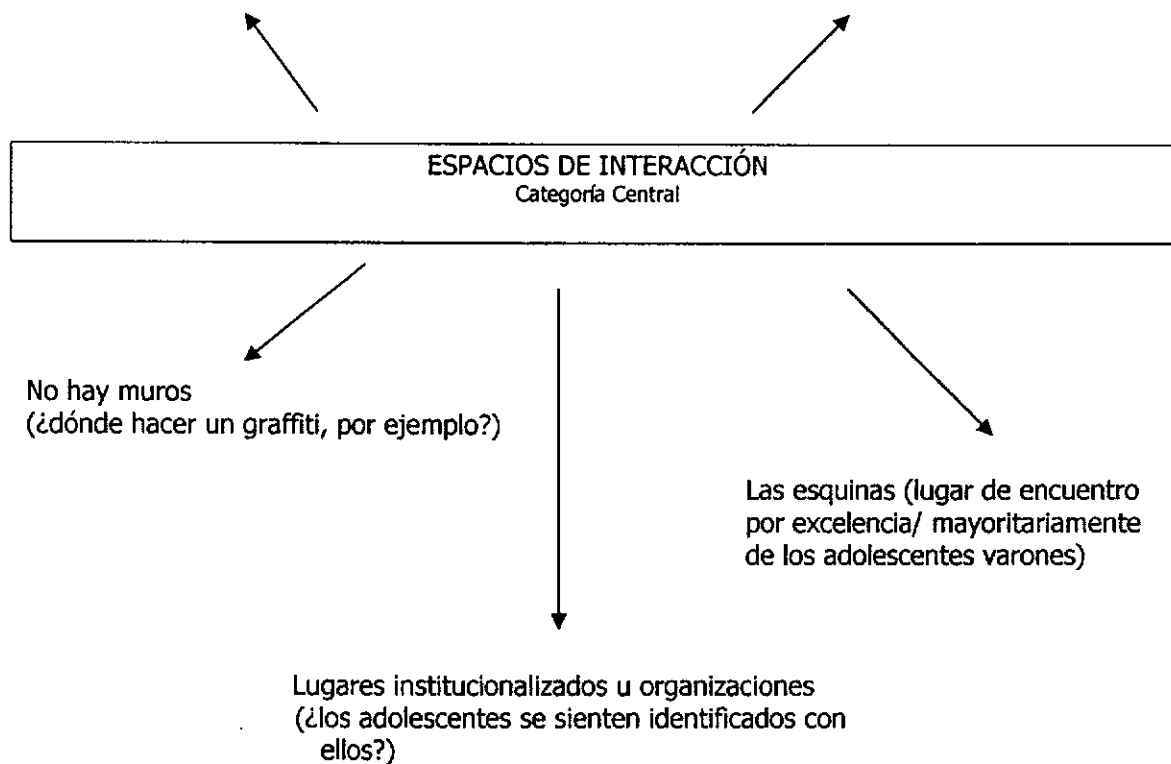 ESPACIOS DE INTERACCIÓN
Categoría Central
No hay muros
(¿dónde hacer un graffiti, por ejemplo?)
Las esquinas (lugar de encuentro
por excelencia/ mayoritariamente
de los adolescentes varones)
Lugares institucionalizados u organizaciones
(¿los adolescentes se sienten identificados con
ellos?)